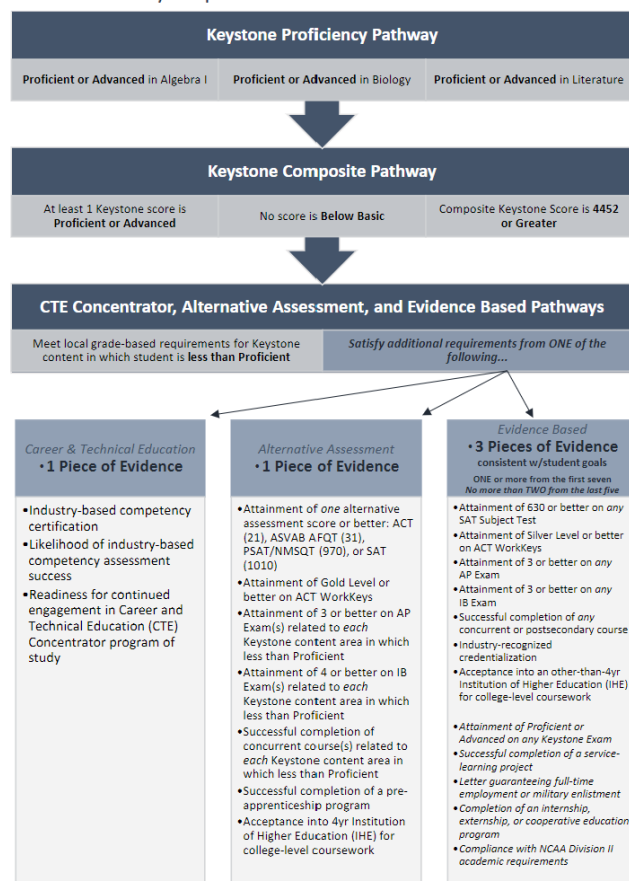 Keystone Proficiency Pathway
Proficient or Advanced in Algebra I
Proficient or Advanced in Biology
Proficient or Advanced in Literature
Keystone Composite Pathway
At least 1 Keystone score is
Proficient or Advanced
No score is Below Basic
Composite Keystone Score is 4452
or Greater
CTE Concentrator, Alternative Assessment, and Evidence Based Pathways
Meet local grade-based requirements for Keystone
content in which student is less than Proficient
Satisfy additional requirements from ONE of the
following...
Career & Technical Education
•1 Piece of Evidence
•Industry-based competency
certification
•Likelihood of industry-based
competency assessment
success
•Readiness for continued
engagement in Career and
Technical Education (CTE)
Concentrator program of
study
Alternative Assessment
•1 Piece of Evidence
•Attainment of one alternative
assessment score or better: ACT
(21), ASVAB AFQT (31),
PSAT/NMSQT (970), or SAT
(1010)
•Attainment of Gold Level or
better on ACT WorkKeys
•Attainment of 3 or better on AP
Exam(s) related to each
Keystone content area in which
less than Proficient
•Attainment of 4 or better on IB
Exam(s) related to each
Keystone content area in which
less than Proficient
•Successful completion of
concurrent course(s) related to
each Keystone content area in
which less than Proficient
•Successful completion of a pre-
apprenticeship program
•Acceptance into 4yr Institution
of Higher Education (IHE) for
college-level coursework
Evidence Based
•3 Pieces of Evidence
consistent w/student goals
ONE or more from the first seven
No more than TWO from the last five
•Attainment of 630 or better on any
SAT Subject Test
•Attainment of Silver Level or better
on ACT WorkKeys
•Attainment of 3 or better on any
AP Exam
•Attainment of 3 or better on any
IB Exam
•Successful completion of any
concurrent or postsecondary course
•Industry-recognized
credentialization
•Acceptance into an other-than-4yr
Institution of Higher Education (IHE)
for college-level coursework
•Attainment of Proficient or
Advanced on any Keystone Exam
•Successful completion of a service-
learning project
•Letter guaranteeing full-time
employment or military enlistment
•Completion of an internship,
externship, or cooperative education
program
•Compliance with NCAA Division II
academic requirements